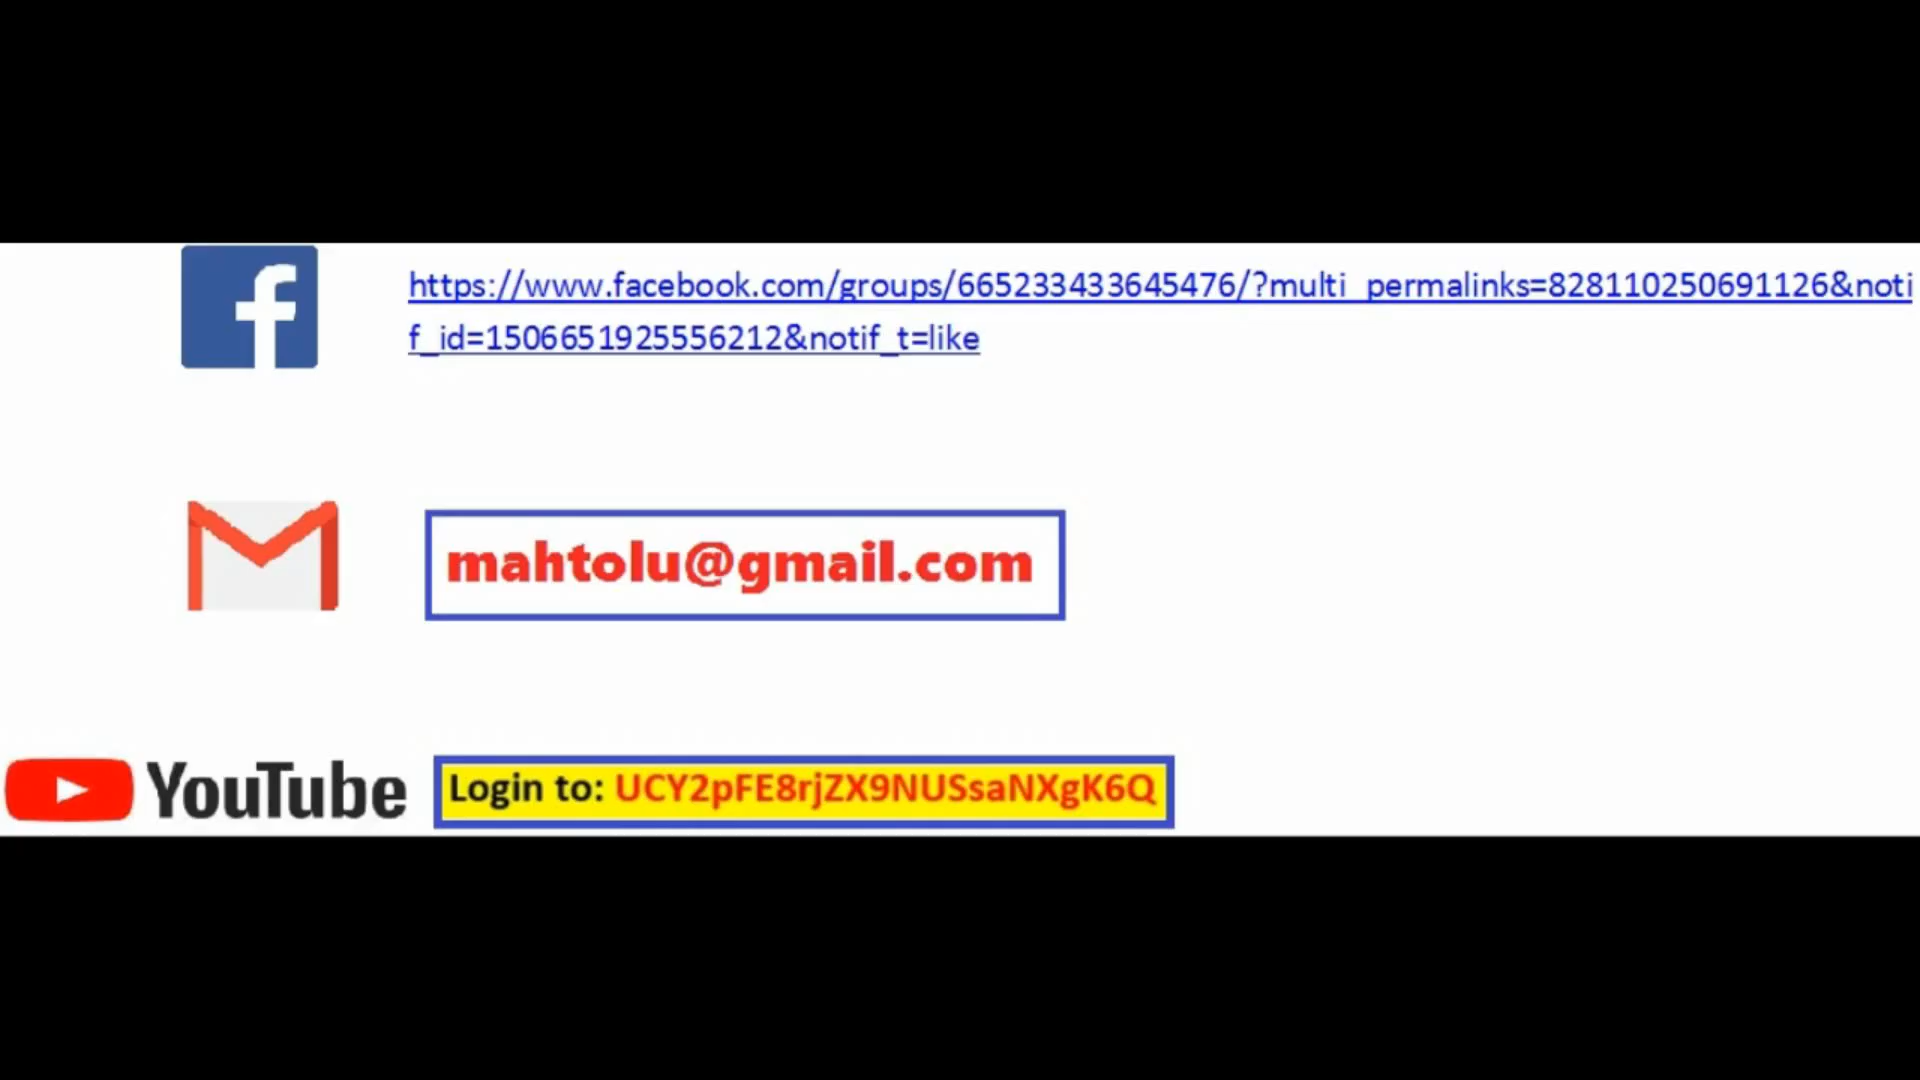 https://www.facebook.com/groups/665233433645476/?multi_permalinks=828110250691126&noti
f_id=1506651925556212&notif_t=like
mahtolu@gmail.com
YouTube
Login to: UCY2pFE8rjZX9NUSsaNXgK6Q